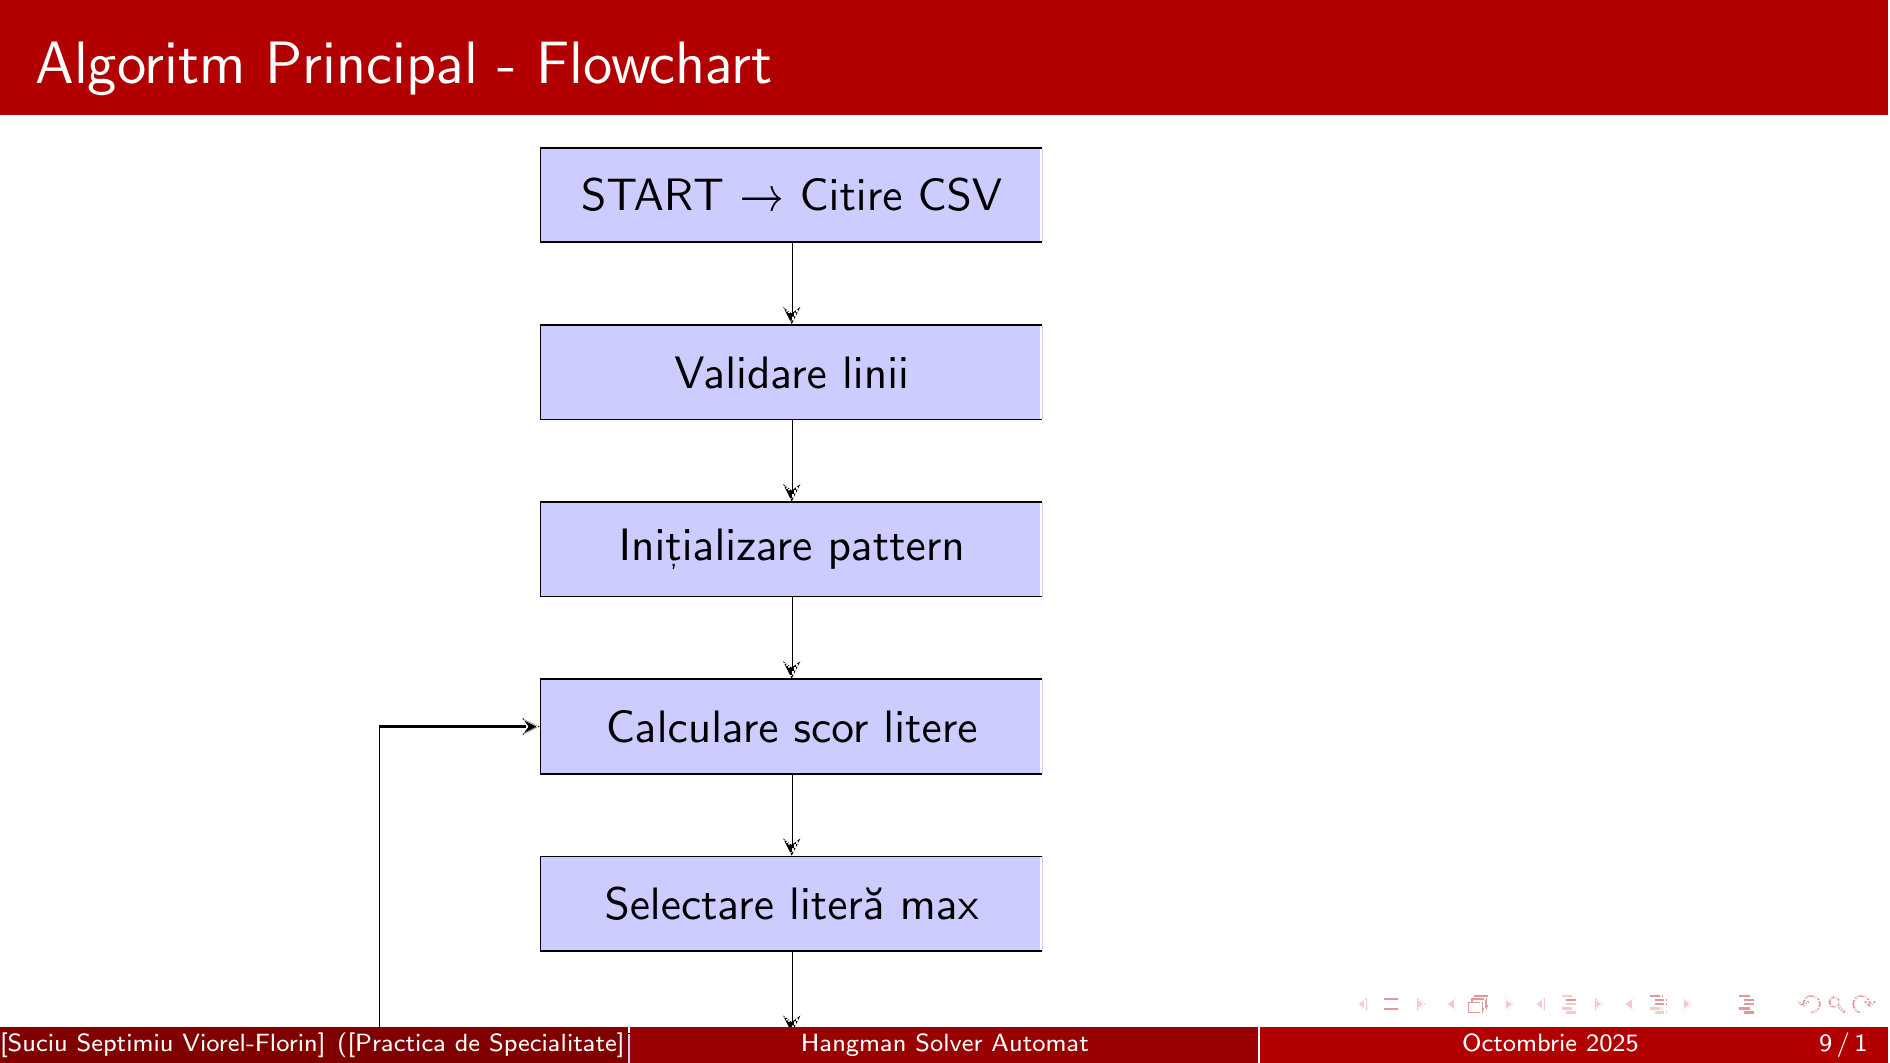 Algoritm Principal - Flowchart
START → Citire CSV
Validare linii
Inițializare pattern
Calculare scor litere
Selectare literă max
[Suciu Septimiu Viorel-Florin] ([Practica de Specialitate]
Hangman Solver Automat
Octombrie 2025
9 / 1